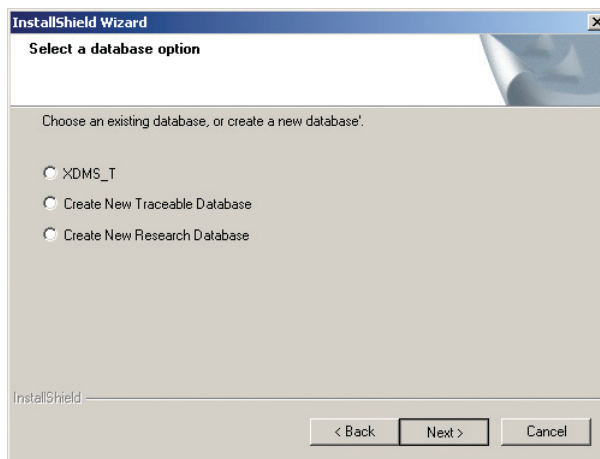 InstallShield Wizard
Select a database option
Choose an existing database, or create a new database'.
XDMS_T
Create New Traceable Database
Create New Research Database
InstallShield
< Back Next > Cancel